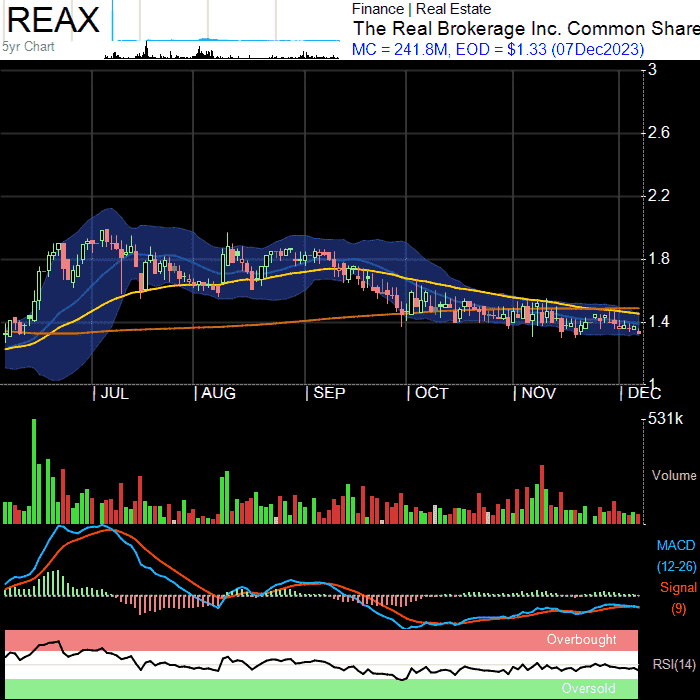 REAX
5yr Chart
Finance | Real Estate
The Real Brokerage Inc. Common Share
MC = 241.8M, EOD = $1.33 (07Dec2023)
3
2.6
2.2
1.8
1.4
1
JUL
AUG
SEP
OCT
NOV
DEC
531k
Volume
MACD
(12-26)
Signal
(9)
Overbought
RSI(14)
Oversold